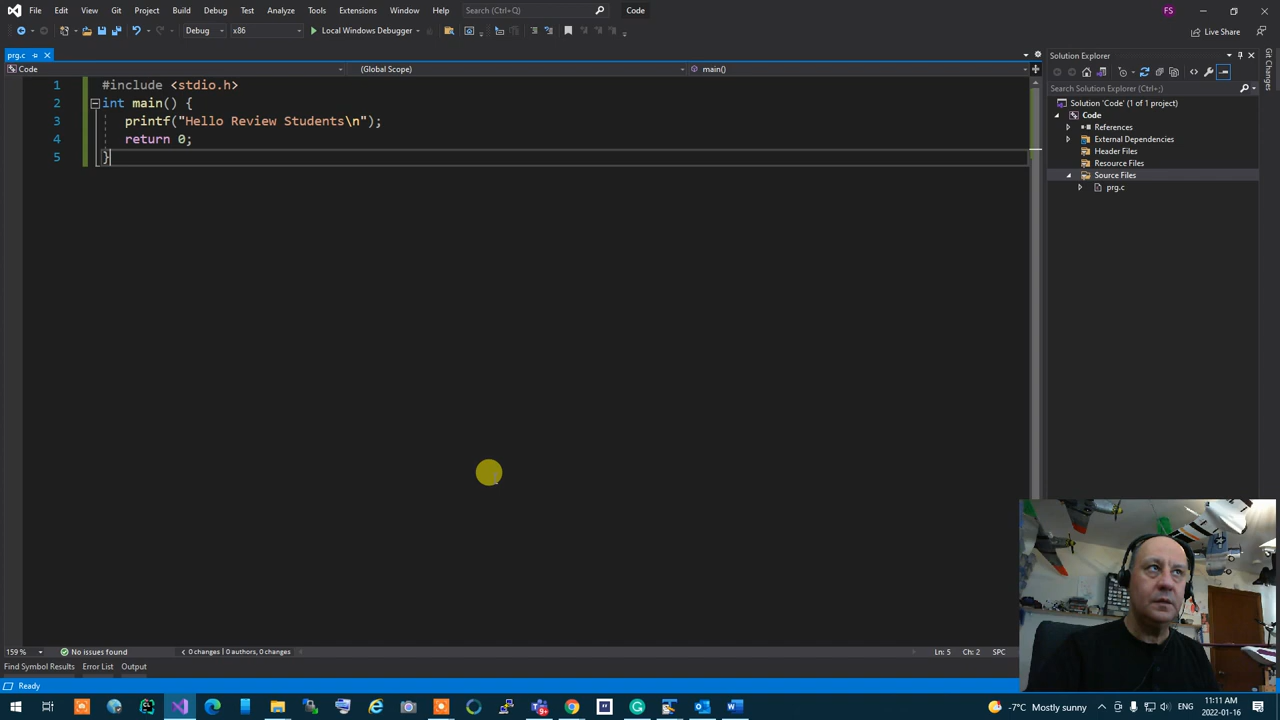 File Edit View Git Project Build Debug Test Analyze Tools Extensions Window Help Search (Ctrl+Q) Code FS
Debug x86 Local Windows Debugger Live Share
prg.c
Solution Explorer
Git Changes
Code (Global Scope) main()
Search Solution Explorer (Ctrl+;)
Solution 'Code' (1 of 1 project)
Code
References
External Dependencies
Header Files
Resource Files
Source Files
prg.c
1 #include <stdio.h>
2 int main() {
3 printf("Hello Review Students\n");
4 return 0;
5 }
159 % No issues found 0 changes | 0 authors, 0 changes Ln: 5 Ch: 2 SPC
Find Symbol Results Error List Output
Ready
-7°C Mostly sunny ENG 11:11 AM
2022-01-16